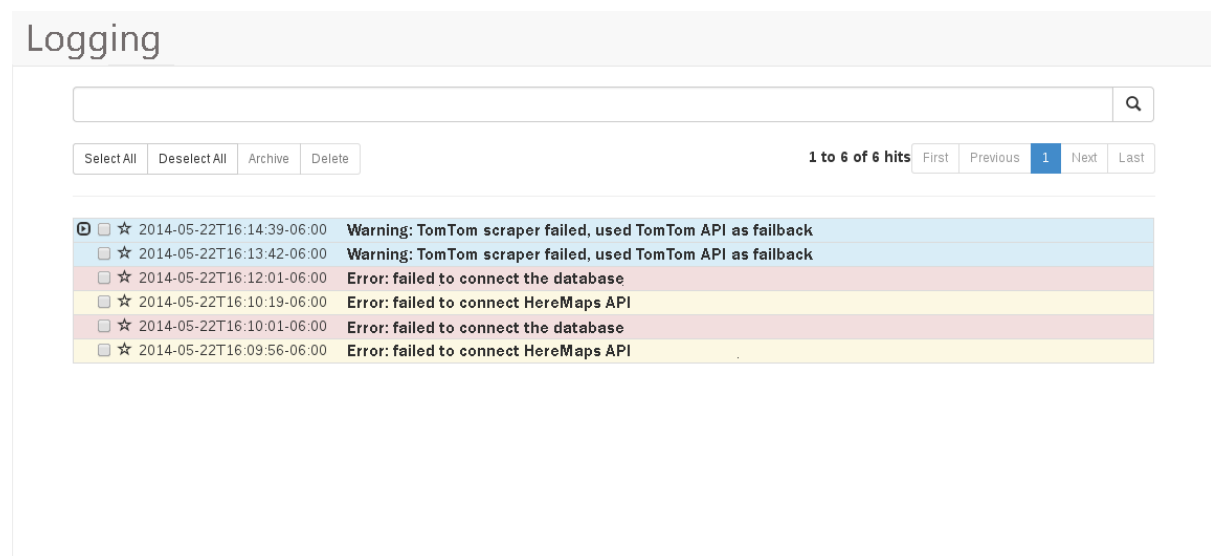 Logging
Select All Deselect All Archive Delete 1 to 6 of 6 hits First Previous 1 Next Last
2014-05-22T16:14:39-06:00 Warning: TomTom scraper failed, used TomTom API as failback
2014-05-22T16:13:42-06:00 Warning: TomTom scraper failed, used TomTom API as failback
2014-05-22T16:12:01-06:00 Error: failed to connect the database
2014-05-22T16:10:19-06:00 Error: failed to connect HereMaps API
2014-05-22T16:10:01-06:00 Error: failed to connect the database
2014-05-22T16:09:56-06:00 Error: failed to connect HereMaps API